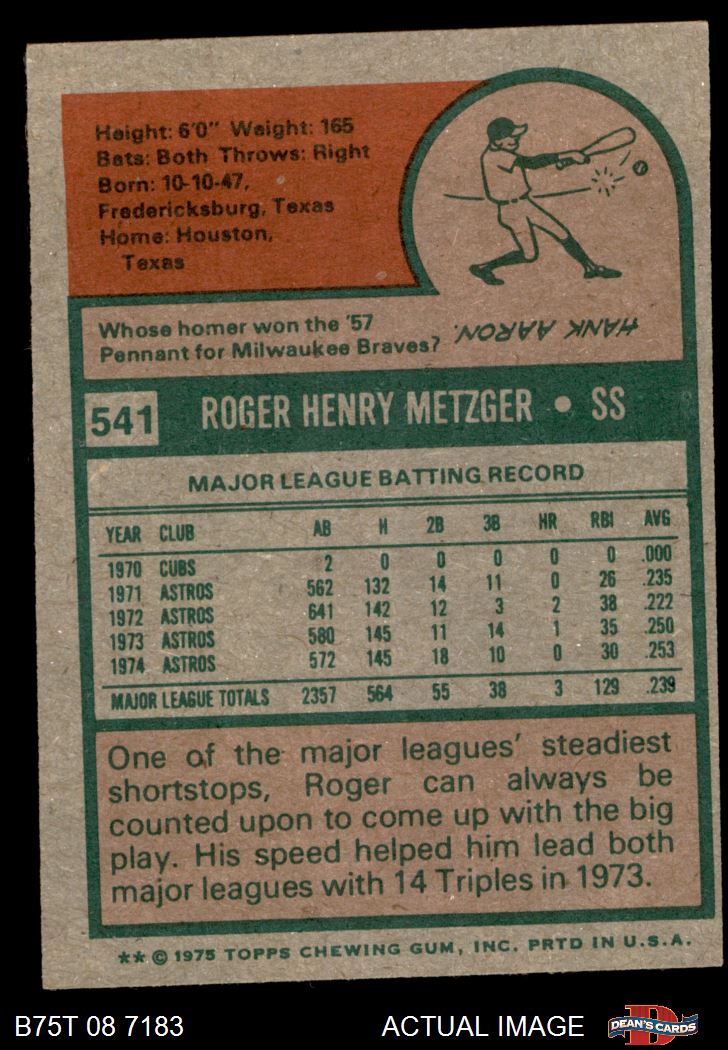 Height: 6'0" Weight: 165
Bats: Both Throws: Right
Born: 10-10-47,
Fredericksburg, Texas
Home: Houston,
Texas
Whose homer won the '57
Pennant for Milwaukee Braves?
HANK AARON.
541 ROGER HENRY METZGER • SS
MAJOR LEAGUE BATTING RECORD
YEAR CLUB AB H 2B 3B HR RBI AVG
1970 CUBS 2 0 0 0 0 0 .000
1971 ASTROS 562 132 14 11 0 26 .235
1972 ASTROS 641 142 12 3 2 38 .222
1973 ASTROS 580 145 11 14 1 35 .250
1974 ASTROS 572 145 18 10 0 30 .253
MAJOR LEAGUE TOTALS 2357 564 55 38 3 129 .239
One of the major leagues' steadiest
shortstops, Roger can always be
counted upon to come up with the big
play. His speed helped him lead both
major leagues with 14 Triples in 1973.
** © 1975 TOPPS CHEWING GUM, INC. PRTD IN U.S.A.
B75T 08 7183 ACTUAL IMAGE D DEAN'S CARDS